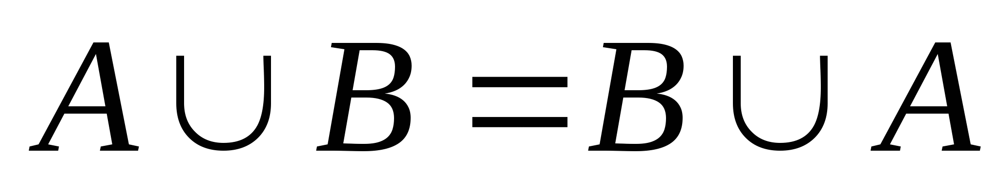 A ∪ B = B ∪ A